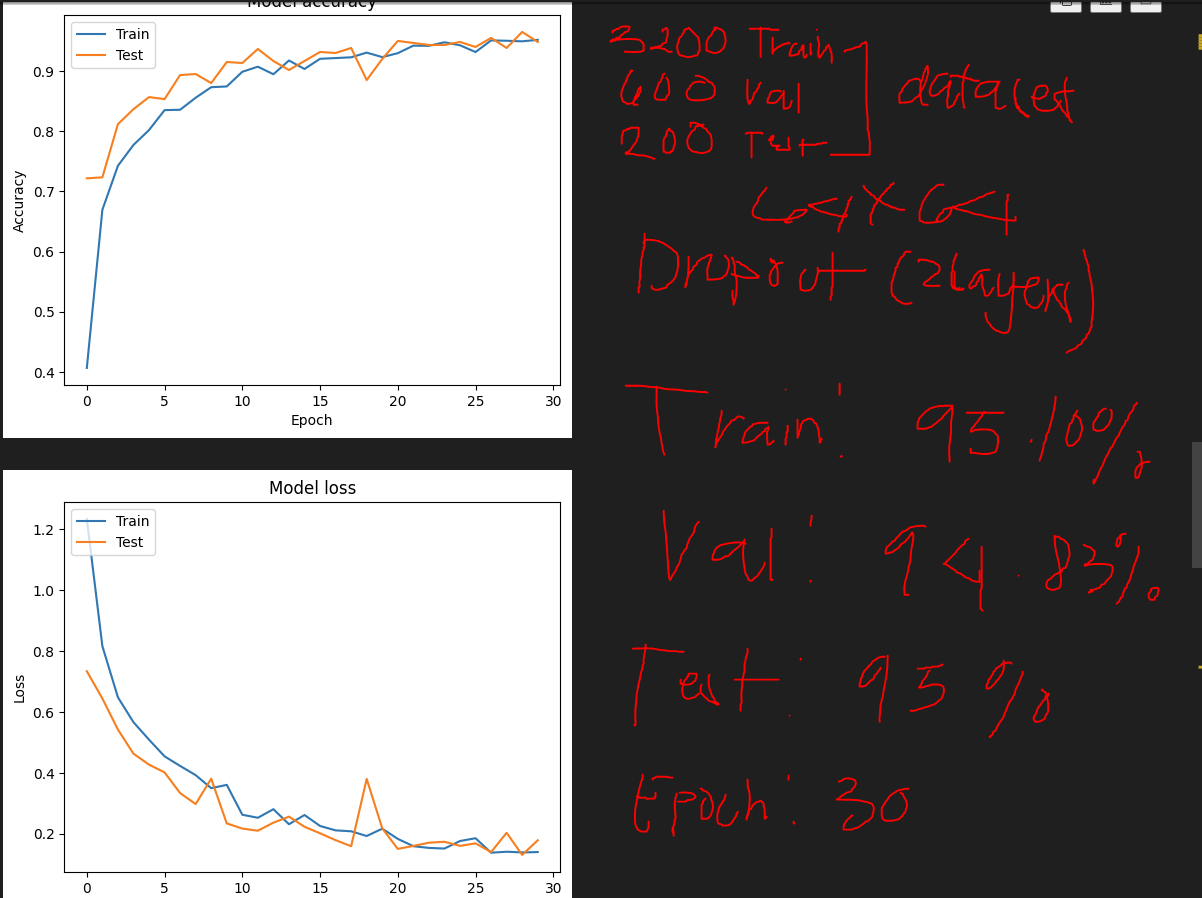 Model accuracy
Train
Test
0.9
0.8
0.7
0.6
0.5
0.4
Accuracy
0 5 10 15 20 25 30
Epoch
Model loss
Train
Test
1.2
1.0
0.8
0.6
0.4
0.2
Loss
0 5 10 15 20 25 30
3200 Train
600 Val
200 Test
dataset
64X64
Dropout (2layers)
Train: 95.10%
Val: 94.83%
Test: 95%
Epoch: 30